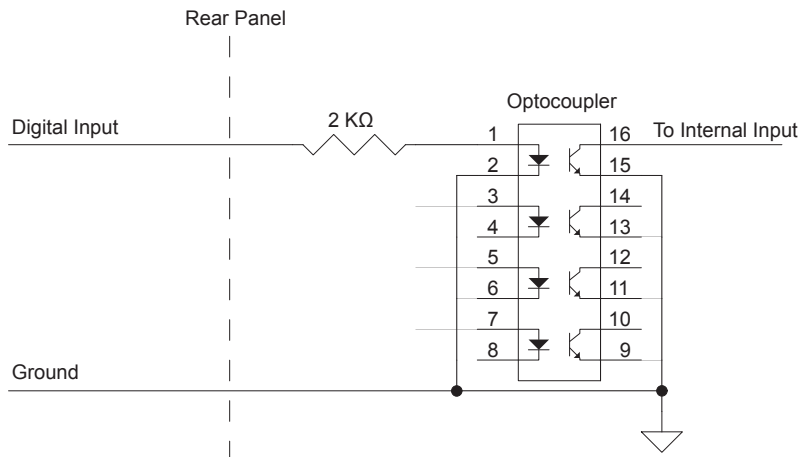 Rear Panel
Optocoupler
Digital Input
2 KΩ
1
16
To Internal Input
2
15
3
14
4
13
5
12
6
11
7
10
8
9
Ground